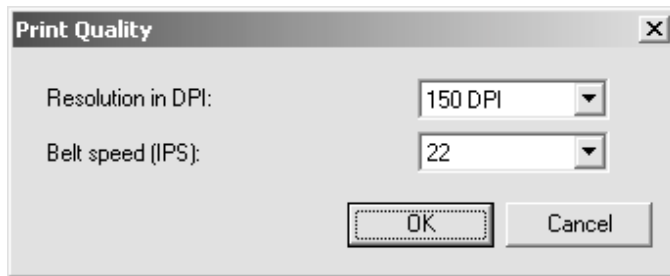 Print Quality
Resolution in DPI: 150 DPI
Belt speed (IPS): 22
OK Cancel